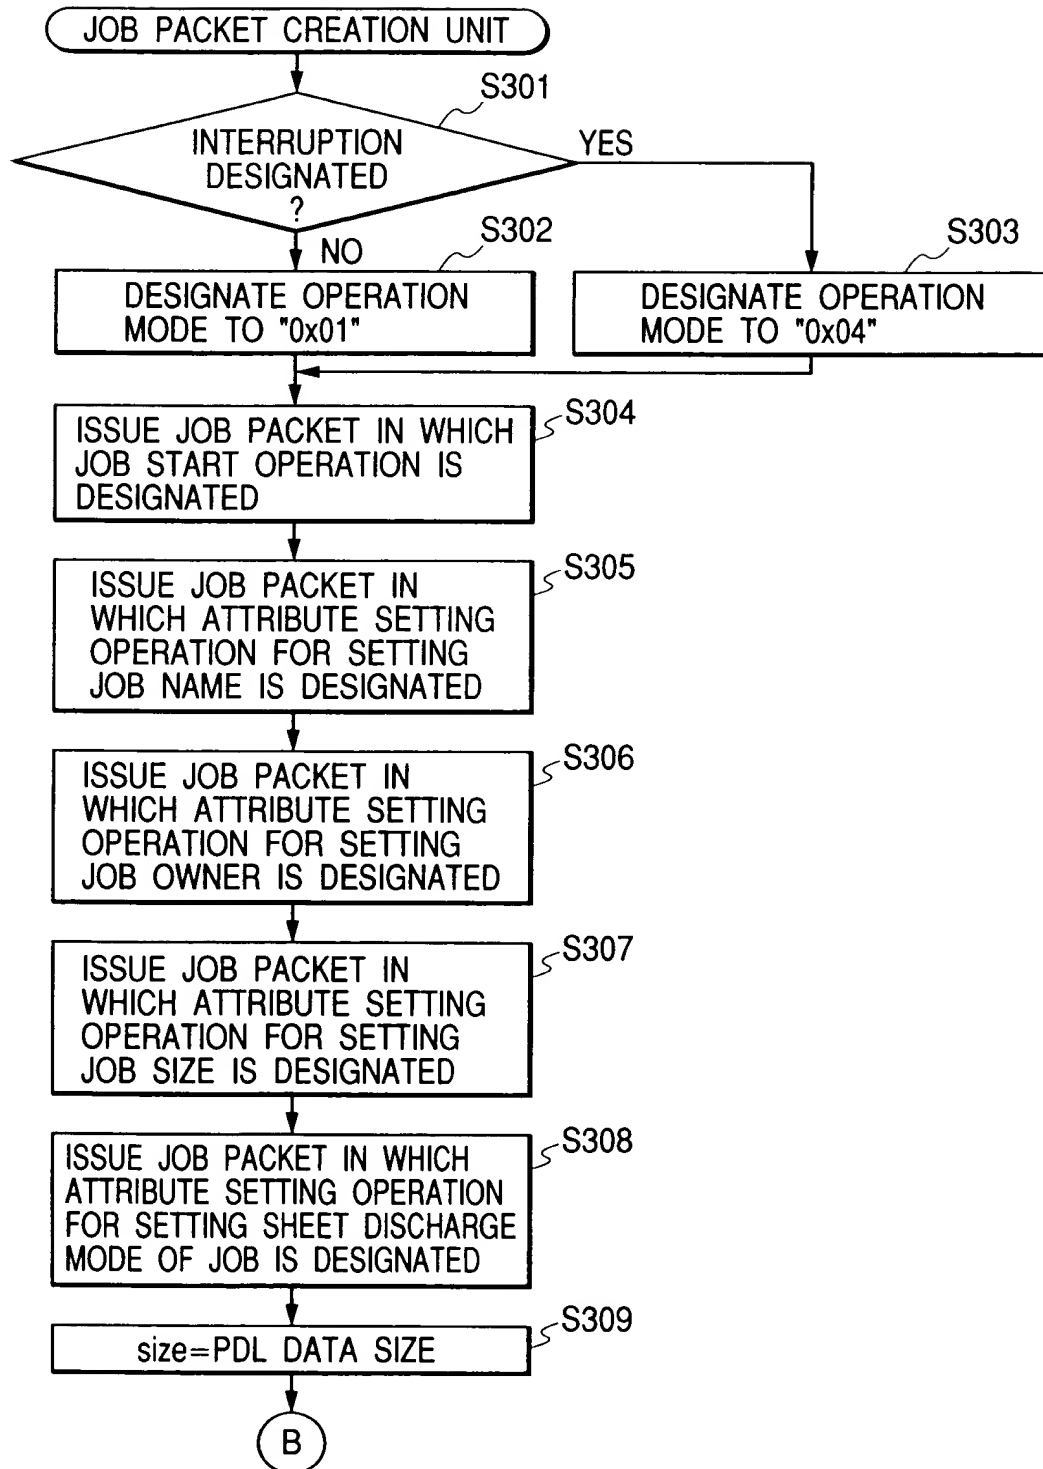 JOB PACKET CREATION UNIT
S301
INTERRUPTION
DESIGNATED
?
YES
NO
S302
DESIGNATE OPERATION
MODE TO "0x01"
S303
DESIGNATE OPERATION
MODE TO "0x04"
S304
ISSUE JOB PACKET IN WHICH
JOB START OPERATION IS
DESIGNATED
S305
ISSUE JOB PACKET IN
WHICH ATTRIBUTE SETTING
OPERATION FOR SETTING
JOB NAME IS DESIGNATED
S306
ISSUE JOB PACKET IN
WHICH ATTRIBUTE SETTING
OPERATION FOR SETTING
JOB OWNER IS DESIGNATED
S307
ISSUE JOB PACKET IN
WHICH ATTRIBUTE SETTING
OPERATION FOR SETTING
JOB SIZE IS DESIGNATED
S308
ISSUE JOB PACKET IN WHICH
ATTRIBUTE SETTING OPERATION
FOR SETTING SHEET DISCHARGE
MODE OF JOB IS DESIGNATED
S309
size=PDL DATA SIZE
B